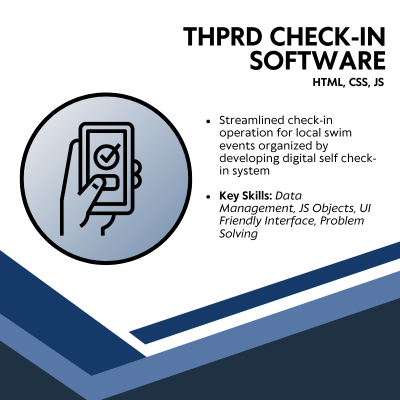 THPRD CHECK-IN
SOFTWARE
HTML, CSS, JS
• Streamlined check-in
operation for local swim
events organized by
developing digital self check-
in system
• Key Skills: Data
Management, JS Objects, UI
Friendly Interface, Problem
Solving